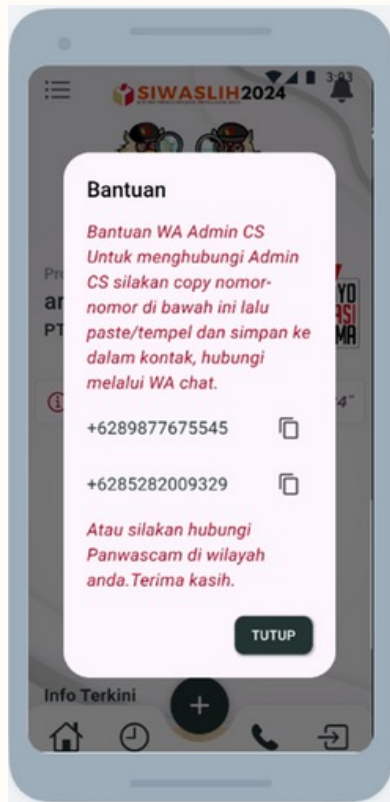 3:03
SIWASLIH2024
Bantuan
Bantuan WA Admin CS
Untuk menghubungi Admin
CS silakan copy nomor-
nomor di bawah ini lalu
paste/tempel dan simpan ke
dalam kontak, hubungi
melalui WA chat.
+6289877675545
+6285282009329
Atau silakan hubungi
Panwascam di wilayah
anda.Terima kasih.
TUTUP
Info Terkini